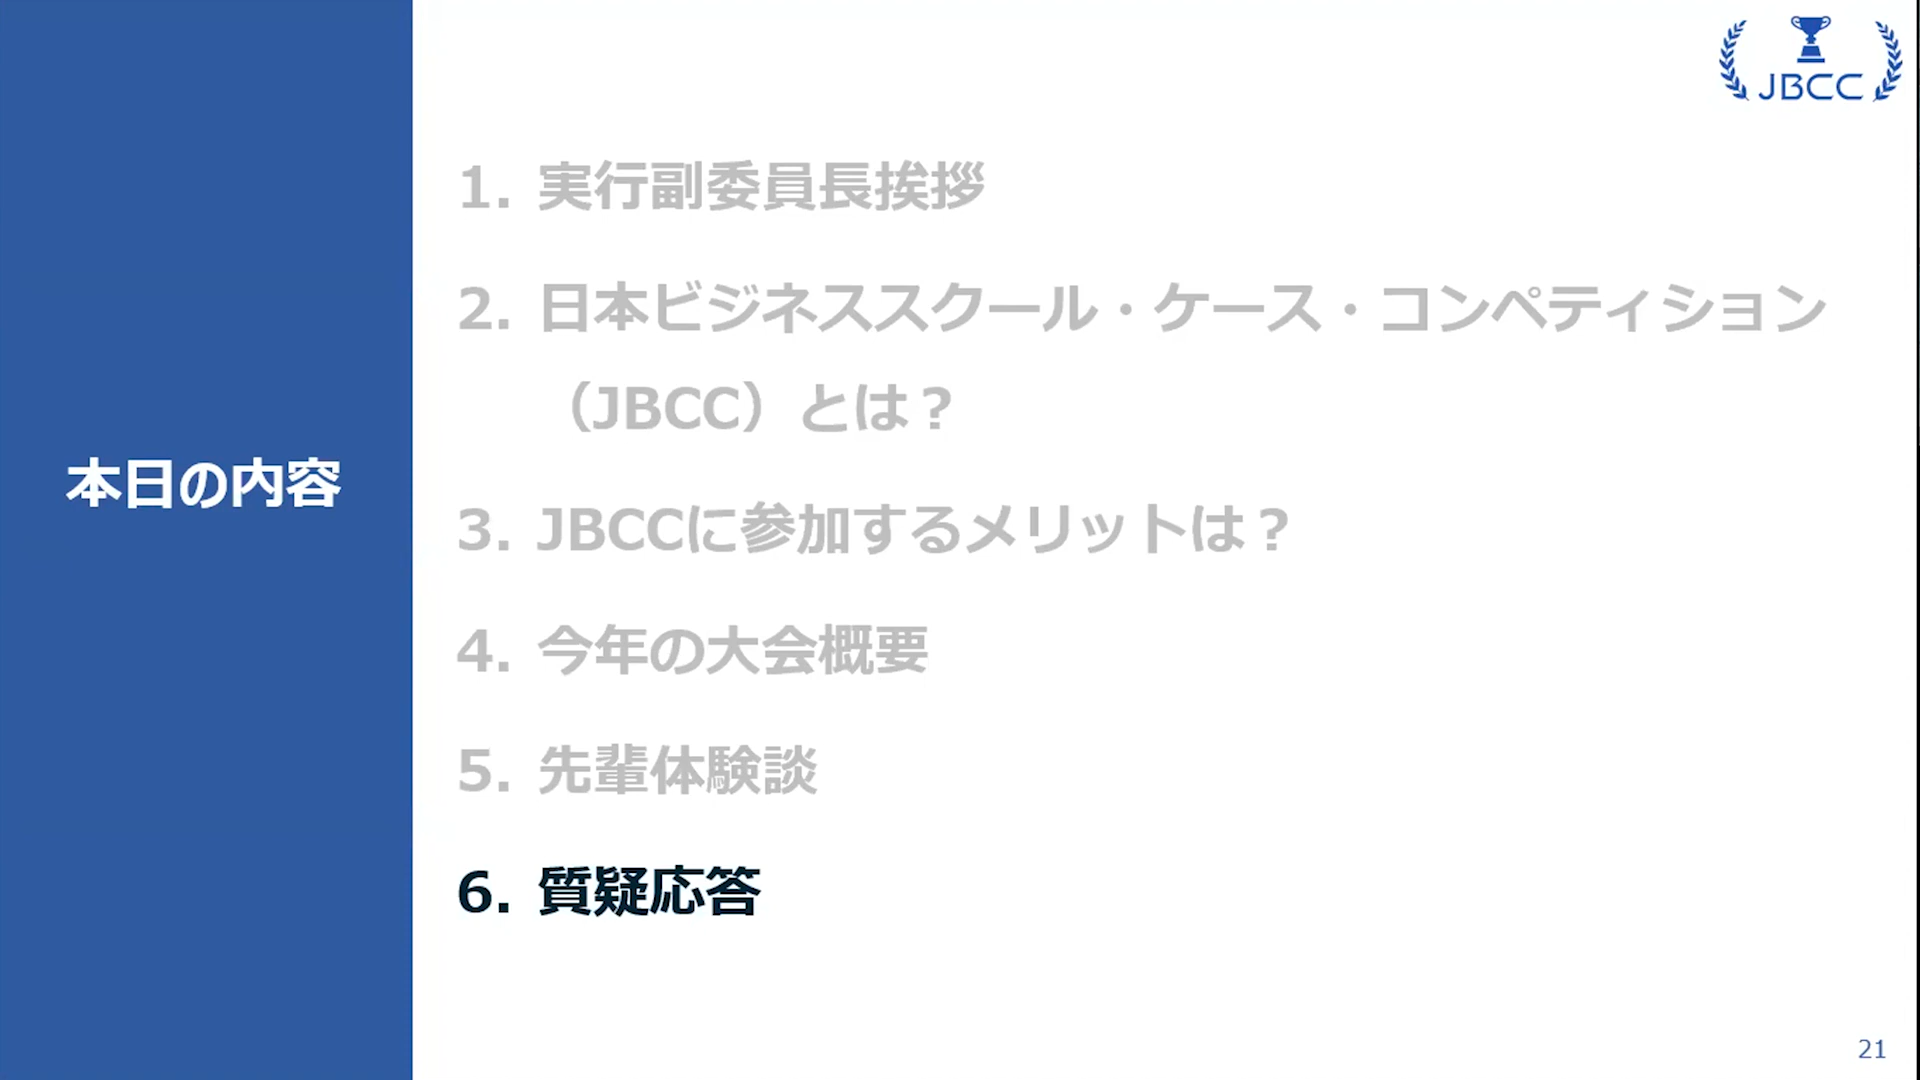 JBCC
本日の内容
1. 実行副委員長挨拶
2. 日本ビジネススクール・ケース・コンペティション
（JBCC）とは？
3. JBCCに参加するメリットは？
4. 今年の大会概要
5. 先輩体験談
6. 質疑応答
21